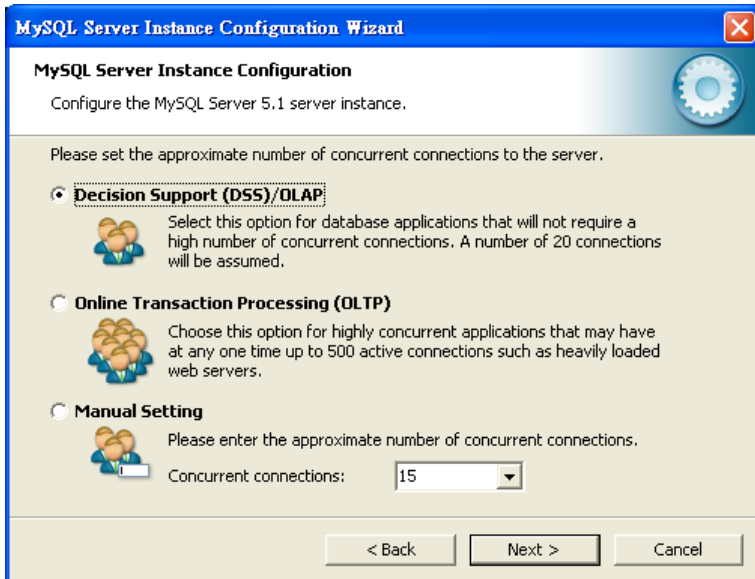 MySQL Server Instance Configuration Wizard
MySQL Server Instance Configuration
Configure the MySQL Server 5.1 server instance.
Please set the approximate number of concurrent connections to the server.
Decision Support (DSS)/OLAP
Select this option for database applications that will not require a
high number of concurrent connections. A number of 20 connections
will be assumed.
Online Transaction Processing (OLTP)
Choose this option for highly concurrent applications that may have
at any one time up to 500 active connections such as heavily loaded
web servers.
Manual Setting
Please enter the approximate number of concurrent connections.
Concurrent connections: 15
< Back Next > Cancel